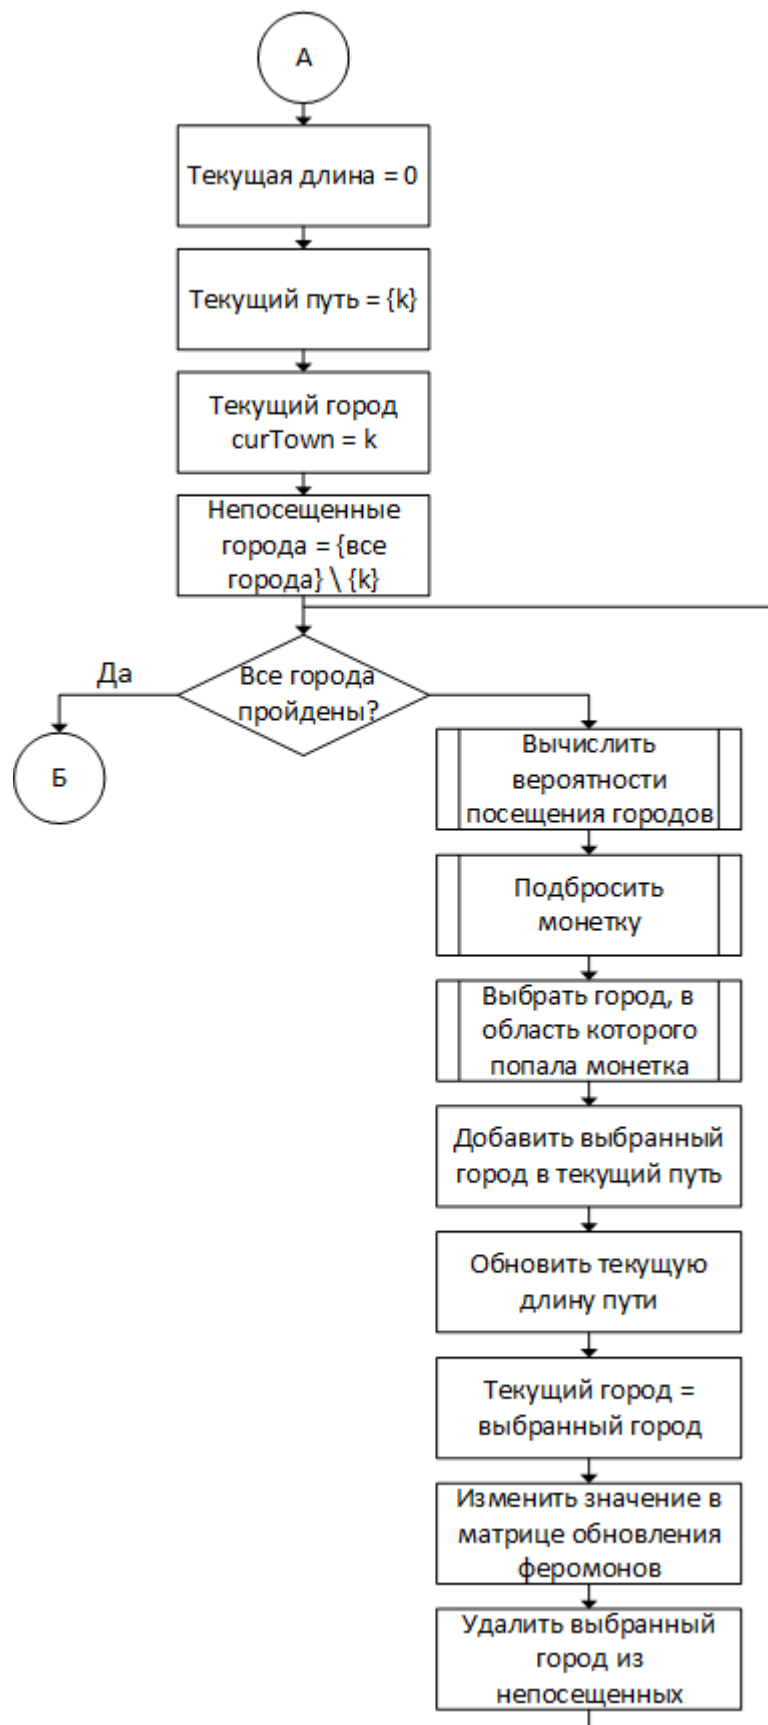 А
Текущая длина = 0
Текущий путь = {k}
Текущий город
curTown = k
Непосещенные
города = {все
города} \ {k}
Все города
пройдены?
Да
Б
Вычислить
вероятности
посещения городов
Подбросить
монетку
Выбрать город, в
область которого
попала монетка
Добавить выбранный
город в текущий путь
Обновить текущую
длину пути
Текущий город =
выбранный город
Изменить значение в
матрице обновления
феромонов
Удалить выбранный
город из
непосещенных